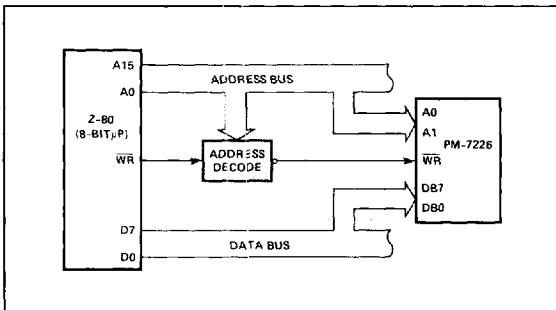 A15
ADDRESS BUS
A0
Z-80
(8-BIT µP)
A0
A1
PM-7226
WR
ADDRESS
DECODE
WR
DB7
DB0
D7
DATA BUS
D0